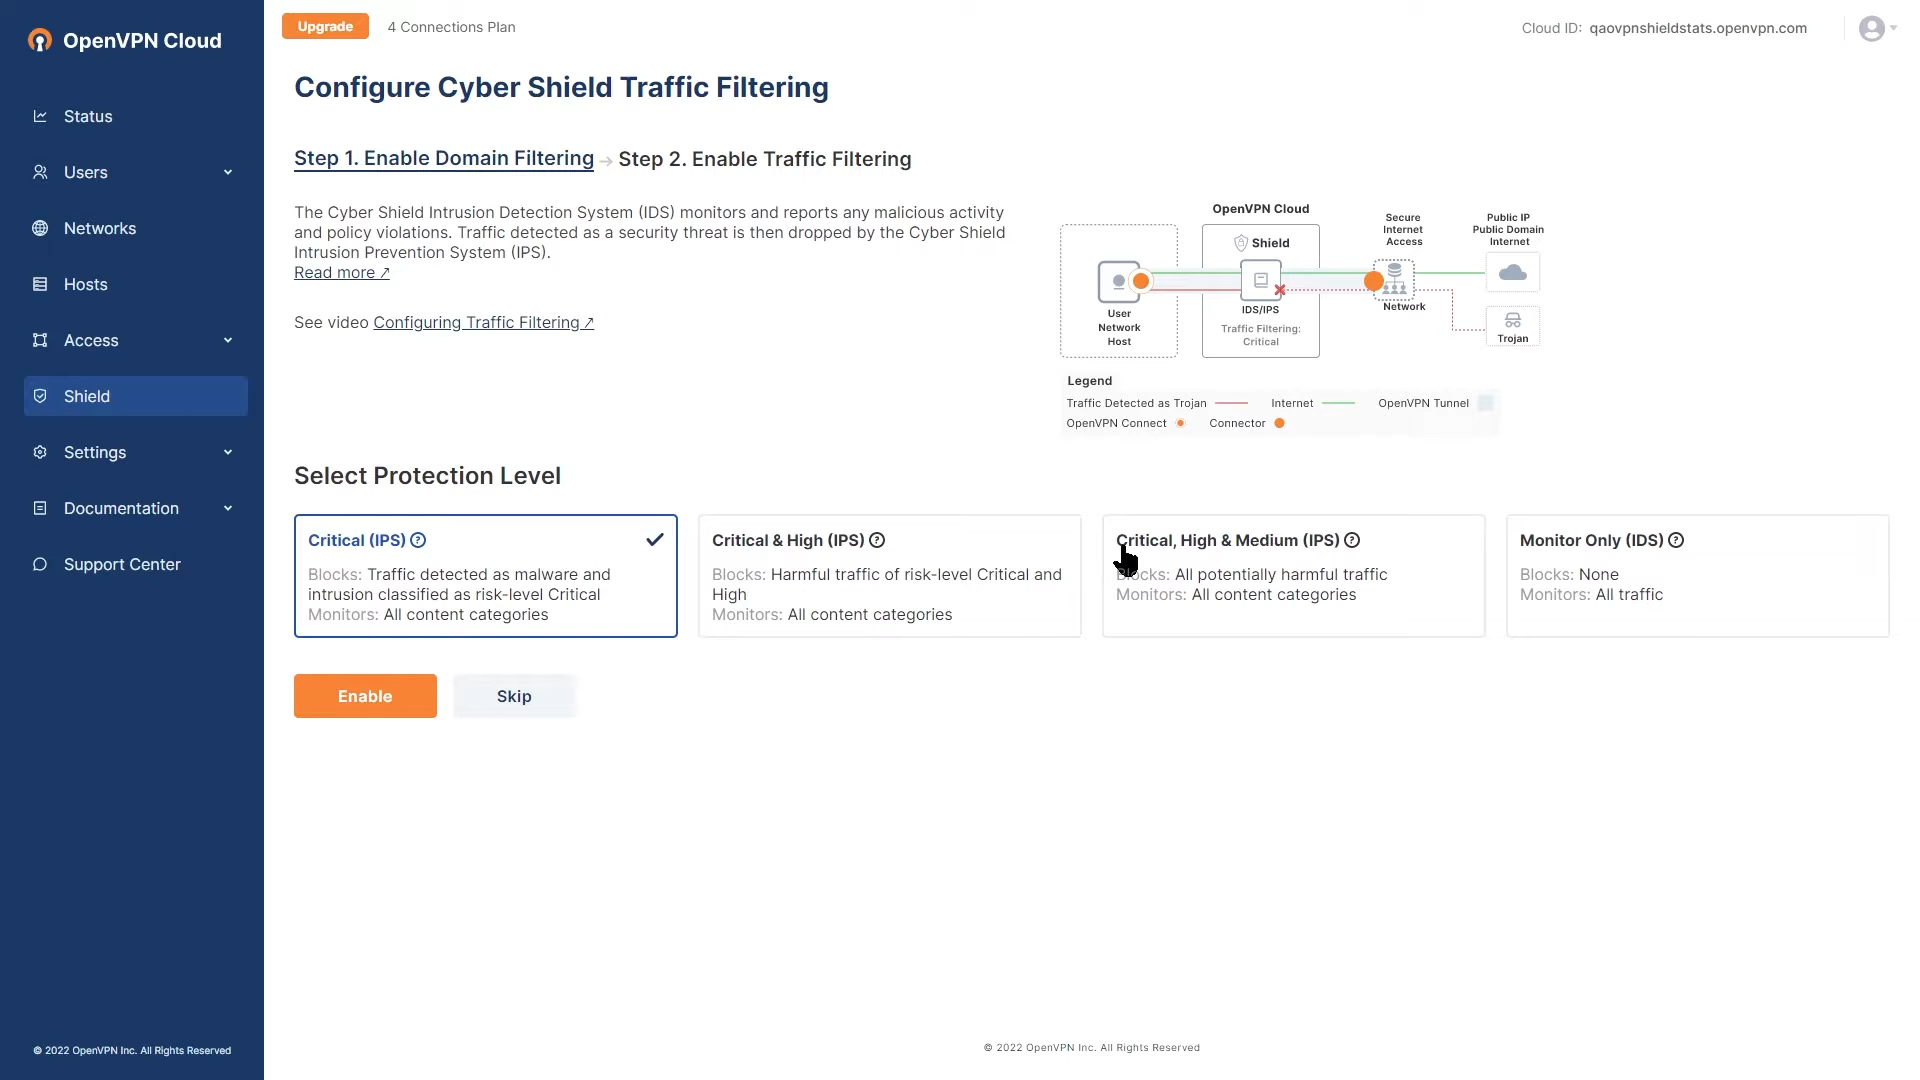 OpenVPN Cloud
Status
Users
Networks
Hosts
Access
Shield
Settings
Documentation
Support Center
© 2022 OpenVPN Inc. All Rights Reserved
Upgrade
4 Connections Plan
Cloud ID: qaovpnshieldstats.openvpn.com
Configure Cyber Shield Traffic Filtering
Step 1. Enable Domain Filtering → Step 2. Enable Traffic Filtering
The Cyber Shield Intrusion Detection System (IDS) monitors and reports any malicious activity
and policy violations. Traffic detected as a security threat is then dropped by the Cyber Shield
Intrusion Prevention System (IPS).
Read more ↗
See video Configuring Traffic Filtering ↗
User
Network
Host
OpenVPN Cloud
Shield
IDS/IPS
Traffic Filtering:
Critical
Secure
Internet
Access
Network
Public IP
Public Domain
Internet
Trojan
Legend
Traffic Detected as Trojan
Internet
OpenVPN Tunnel
OpenVPN Connect
Connector
Select Protection Level
Critical (IPS)
Blocks: Traffic detected as malware and
intrusion classified as risk-level Critical
Monitors: All content categories
Critical & High (IPS)
Blocks: Harmful traffic of risk-level Critical and
High
Monitors: All content categories
Critical, High & Medium (IPS)
Blocks: All potentially harmful traffic
Monitors: All content categories
Monitor Only (IDS)
Blocks: None
Monitors: All traffic
Enable
Skip
© 2022 OpenVPN Inc. All Rights Reserved